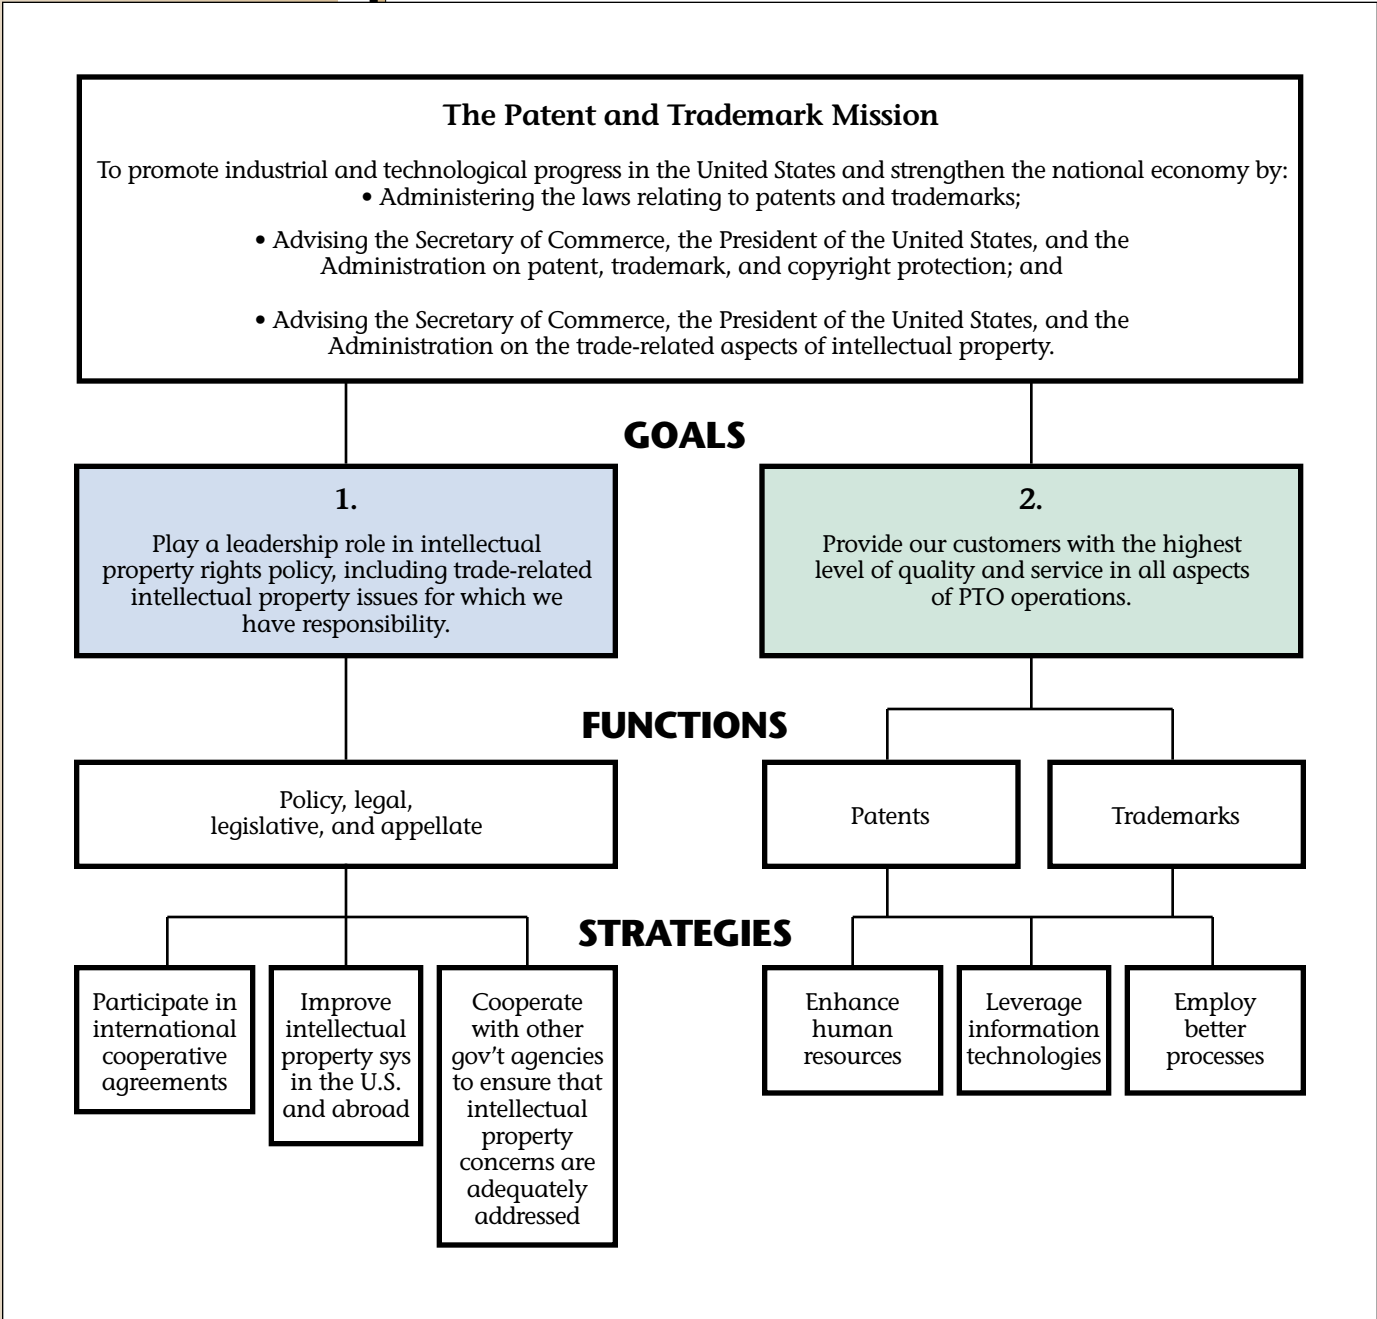 The Patent and Trademark Mission
To promote industrial and technological progress in the United States and strengthen the national economy by:
• Administering the laws relating to patents and trademarks;
• Advising the Secretary of Commerce, the President of the United States, and the
Administration on patent, trademark, and copyright protection; and
• Advising the Secretary of Commerce, the President of the United States, and the
Administration on the trade-related aspects of intellectual property.
GOALS
1.
Play a leadership role in intellectual
property rights policy, including trade-related
intellectual property issues for which we
have responsibility.
2.
Provide our customers with the highest
level of quality and service in all aspects
of PTO operations.
FUNCTIONS
Policy, legal,
legislative, and appellate
Patents
Trademarks
STRATEGIES
Participate in
international
cooperative
agreements
Improve
intellectual
property sys
in the U.S.
and abroad
Cooperate
with other
gov’t agencies
to ensure that
intellectual
property
concerns are
adequately
addressed
Enhance
human
resources
Leverage
information
technologies
Employ
better
processes